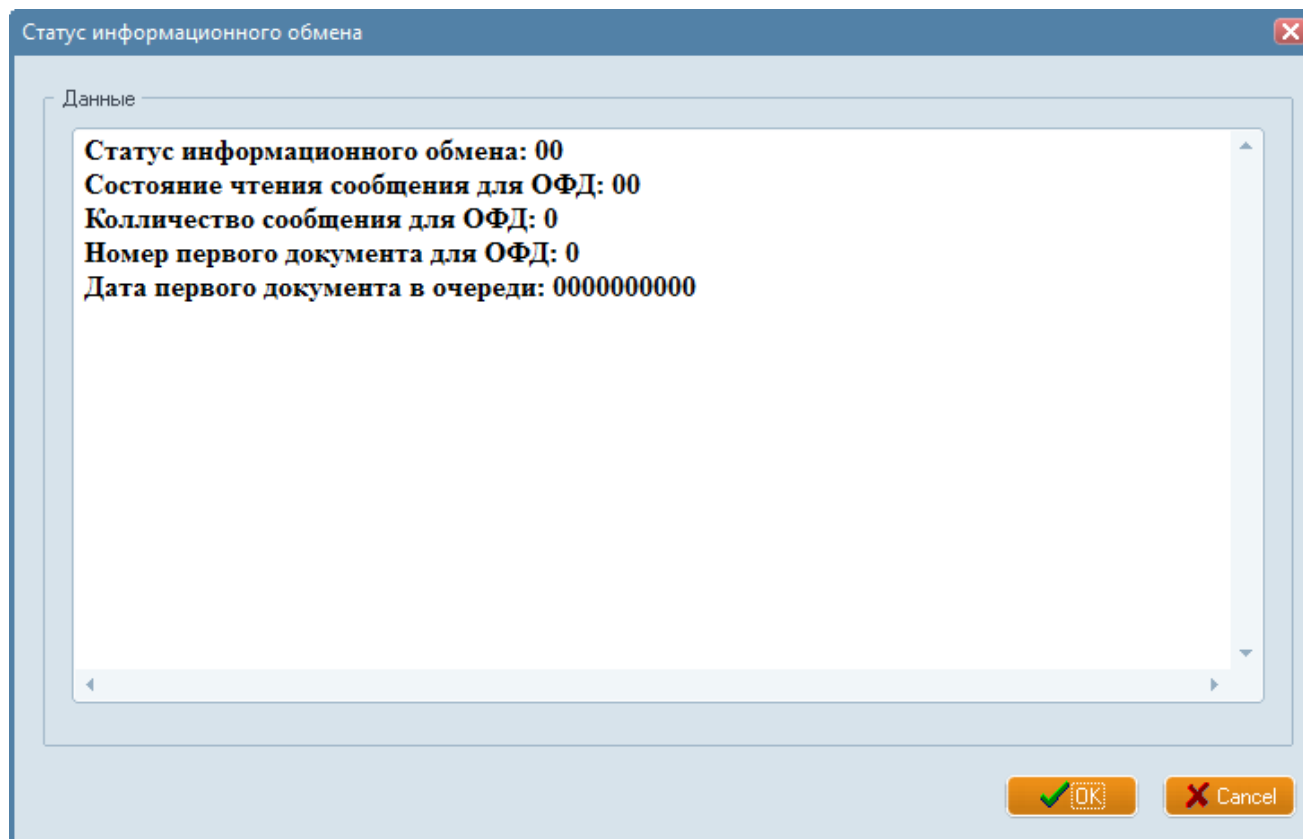 Статус информационного обмена
Данные
Статус информационного обмена: 00
Состояние чтения сообщения для ОФД: 00
Колличество сообщения для ОФД: 0
Номер первого документа для ОФД: 0
Дата первого документа в очереди: 0000000000
OK
Cancel